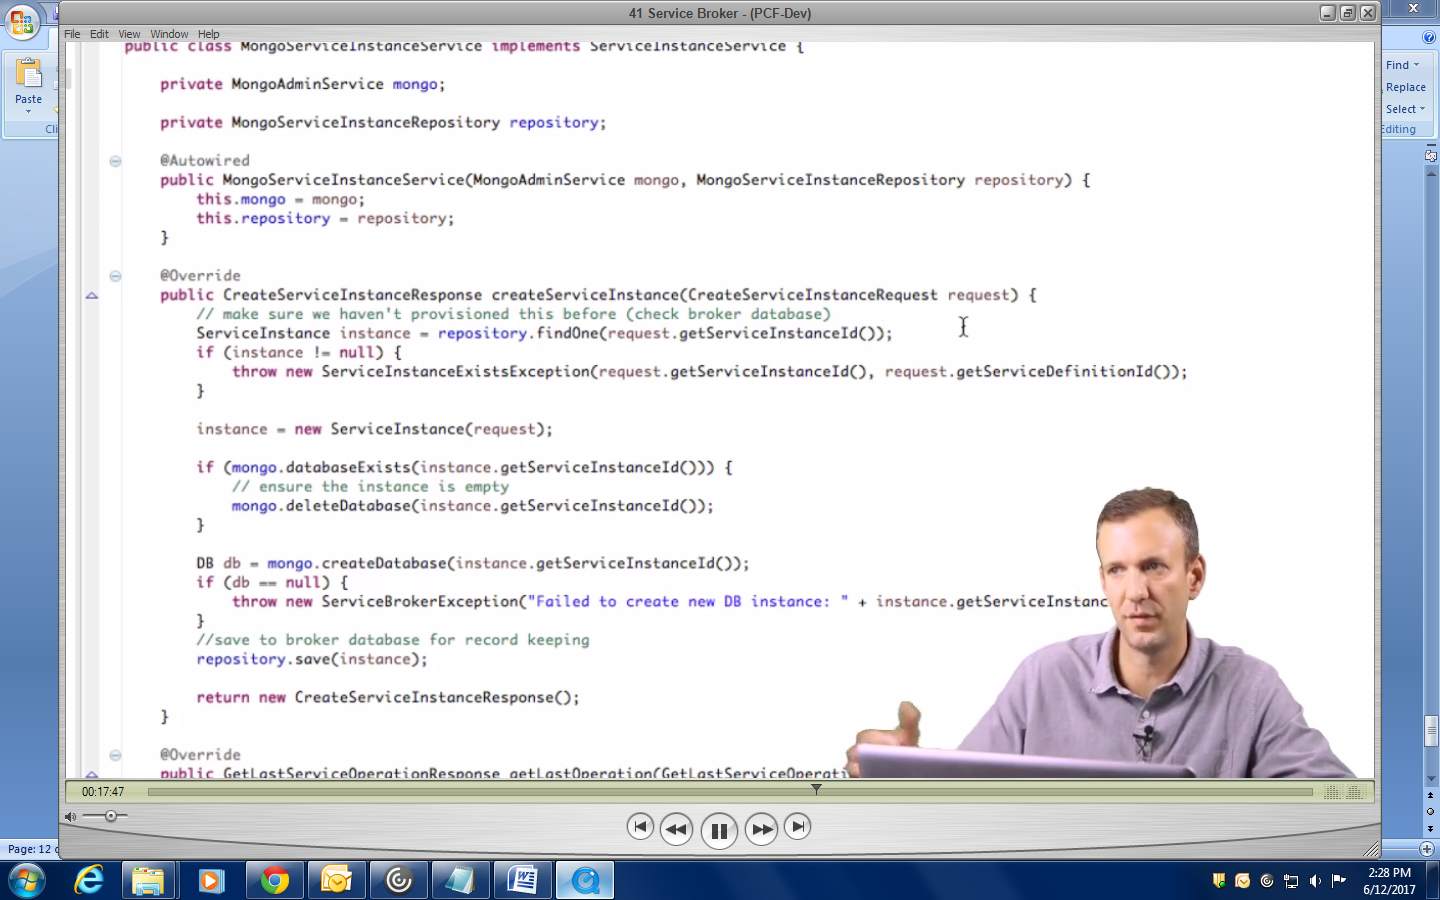 41 Service Broker - (PCF-Dev)
File Edit View Window Help
Paste
Find
Replace
Select
Editing
public class MongoServiceInstanceService implements ServiceInstanceService {
private MongoAdminService mongo;
private MongoServiceInstanceRepository repository;
@Autowired
public MongoServiceInstanceService(MongoAdminService mongo, MongoServiceInstanceRepository repository) {
this.mongo = mongo;
this.repository = repository;
}
@Override
public CreateServiceInstanceResponse createServiceInstance(CreateServiceInstanceRequest request) {
// make sure we haven't provisioned this before (check broker database)
ServiceInstance instance = repository.findOne(request.getServiceInstanceId());
if (instance != null) {
throw new ServiceInstanceExistsException(request.getServiceInstanceId(), request.getServiceDefinitionId());
}
instance = new ServiceInstance(request);
if (mongo.databaseExists(instance.getServiceInstanceId())) {
// ensure the instance is empty
mongo.deleteDatabase(instance.getServiceInstanceId());
}
DB db = mongo.createDatabase(instance.getServiceInstanceId());
if (db == null) {
throw new ServiceBrokerException("Failed to create new DB instance: " + instance.getServiceInstanc
}
//save to broker database for record keeping
repository.save(instance);
return new CreateServiceInstanceResponse();
}
@Override
public GetLastServiceOperationResponse getLastOperation(GetLastServiceOperati
00:17:47
Page: 12 o
2:28 PM
6/12/2017